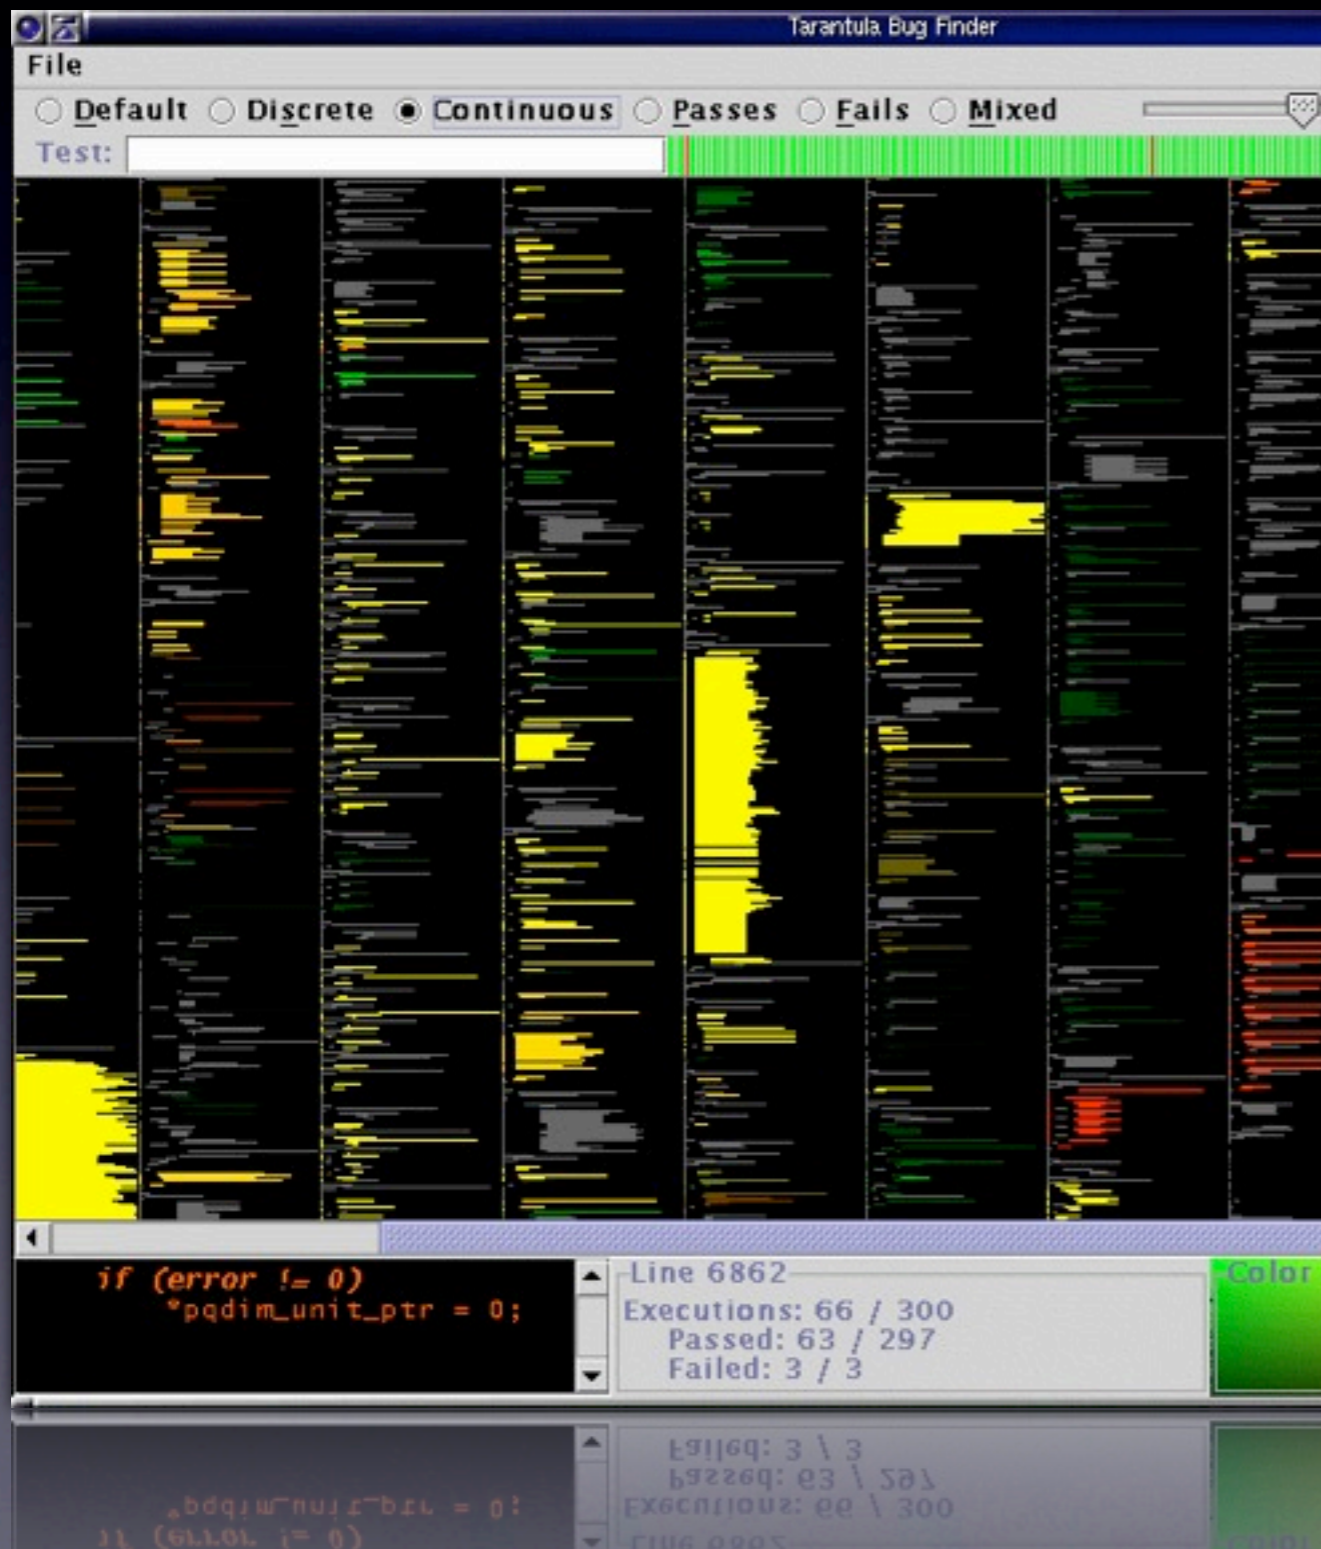 Tarantula Bug Finder
File
Default Discrete Continuous Passes Fails Mixed
Test:
if (error != 0)
*pqdim_unit_ptr = 0;
Line 6862
Executions: 66 / 300
Passed: 63 / 297
Failed: 3 / 3
Color